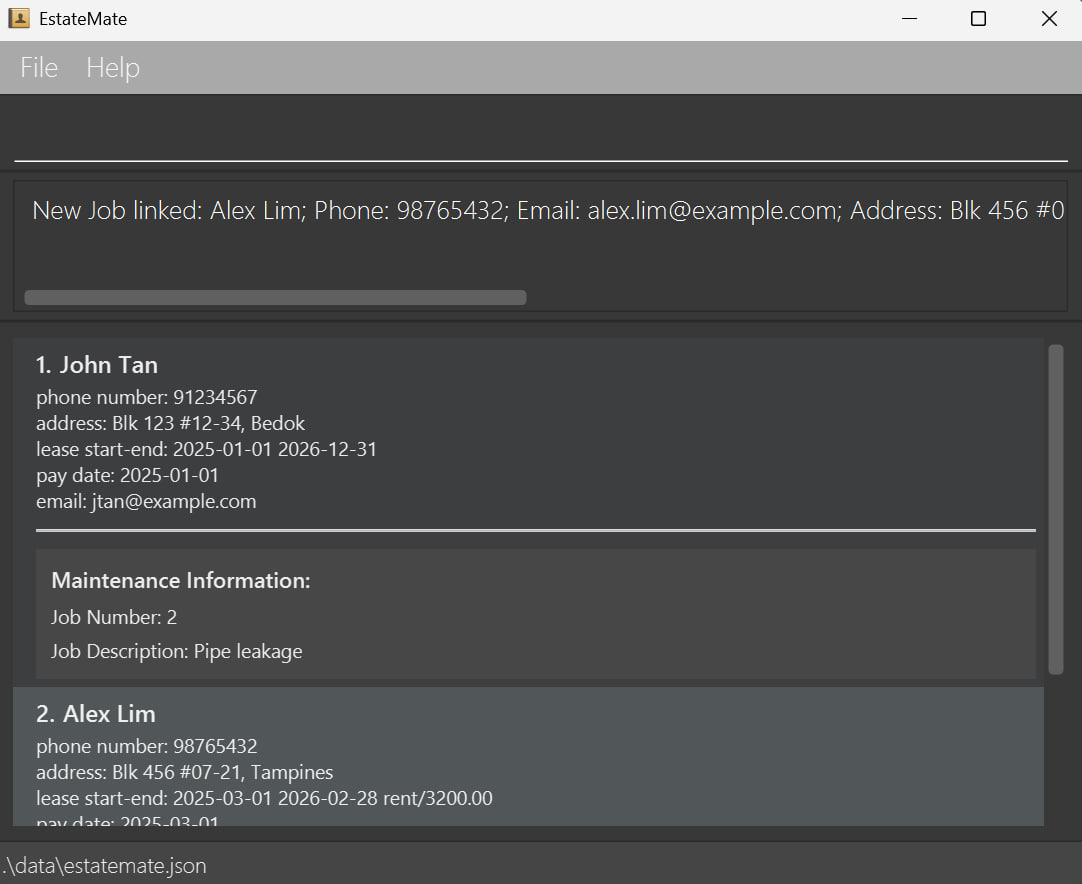 EstateMate
File Help
New Job linked: Alex Lim; Phone: 98765432; Email: alex.lim@example.com; Address: Blk 456 #0
1. John Tan
phone number: 91234567
address: Blk 123 #12-34, Bedok
lease start-end: 2025-01-01 2026-12-31
pay date: 2025-01-01
email: jtan@example.com
Maintenance Information:
Job Number: 2
Job Description: Pipe leakage
2. Alex Lim
phone number: 98765432
address: Blk 456 #07-21, Tampines
lease start-end: 2025-03-01 2026-02-28 rent/3200.00
pay date: 2025-03-01
.\data\estatemate.json